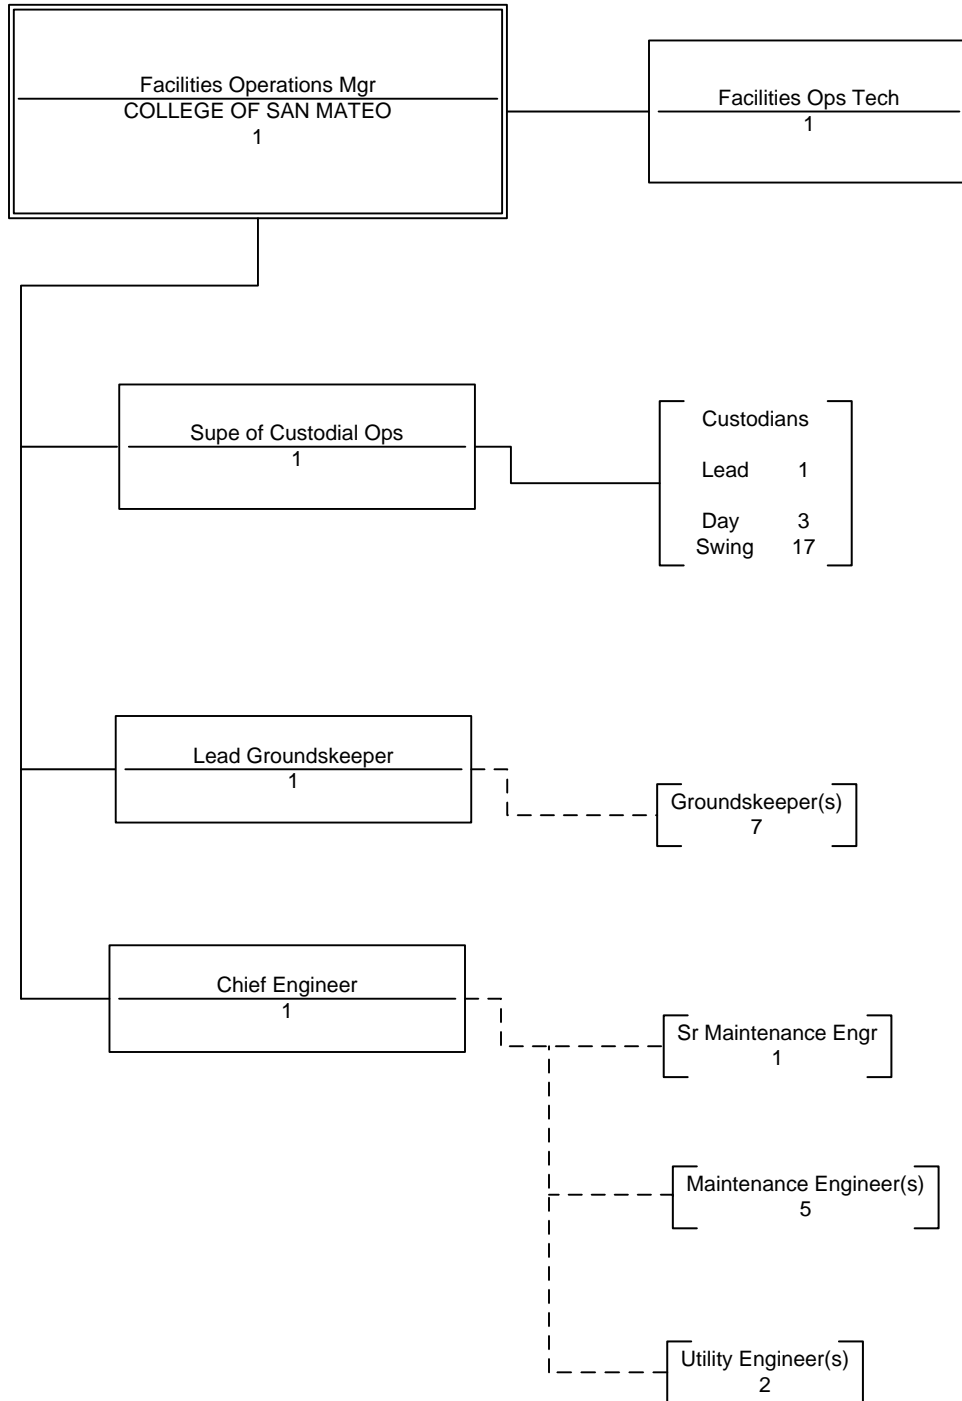 Facilities Operations Mgr
COLLEGE OF SAN MATEO
1
Facilities Ops Tech
1
Supe of Custodial Ops
1
Custodians
Lead 1
Day 3
Swing 17
Lead Groundskeeper
1
Groundskeeper(s)
7
Chief Engineer
1
Sr Maintenance Engr
1
Maintenance Engineer(s)
5
Utility Engineer(s)
2